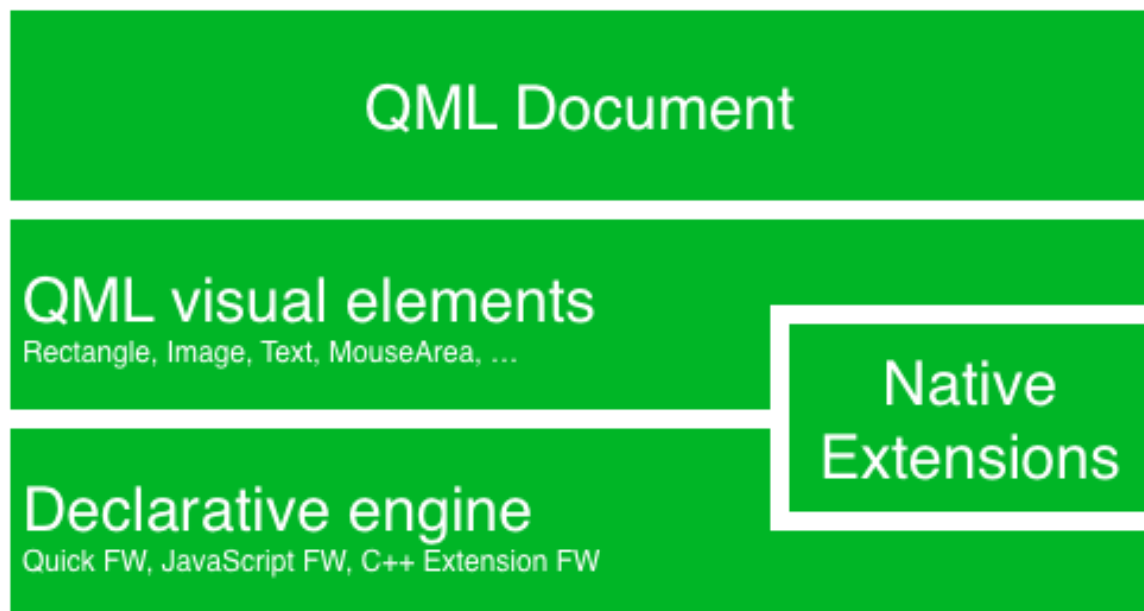 QML Document
QML visual elements
Rectangle, Image, Text, MouseArea, …
Native
Extensions
Declarative engine
Quick FW, JavaScript FW, C++ Extension FW